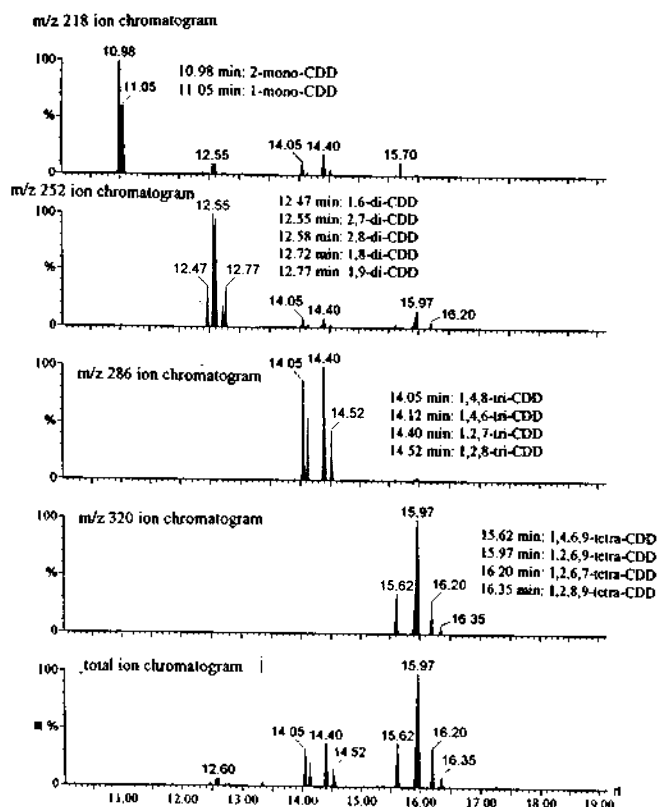 m/z 218 ion chromatogram
10.98
100
11.05
10.98 min: 2-mono-CDD
11.05 min: 1-mono-CDD
%
12.55
14.05
14.40
15.70
0
m/z 252 ion chromatogram
100
12.55
12.47 min: 1,6-di-CDD
12.55 min: 2,7-di-CDD
12.58 min: 2,8-di-CDD
12.72 min: 1,8-di-CDD
12.77 min: 1,9-di-CDD
%
12.47
12.77
14.05
14.40
15.97
16.20
0
100
m/z 286 ion chromatogram
14.05
14.40
14.52
14.05 min: 1,4,8-tri-CDD
14.12 min: 1,4,6-tri-CDD
14.40 min: 1.2,7-tri-CDD
14.52 min: 1,2,8-tri-CDD
%
0
100
m/z 320 ion chromatogram
15.97
15.62 min: 1,4.6,9-tetra-CDD
15.97 min: 1.2,6,9-tetra-CDD
16.20 min: 1,2,6,7-tetra-CDD
16.35 min: 1,2,8,9-tetra-CDD
%
15.62
16.20
16.35
0
100
total ion chromatogram
15.97
%
12.60
14.05
14.40
14.52
15.62
16.20
16.35
0
11.00
12.00
13.00
14.00
15.00
16.00
17.00
18.00
19.00